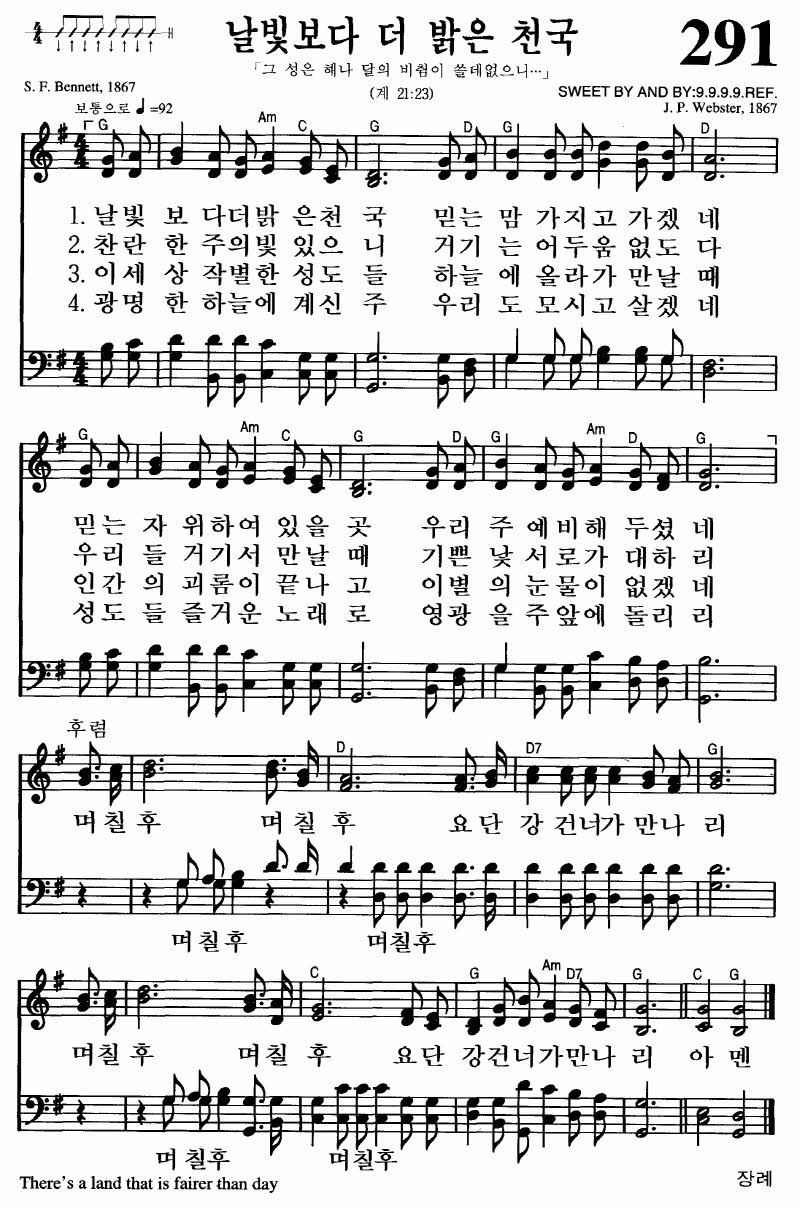 날빛보다 더 밝은 천국
291
「그 성은 해나 달의 비췸이 쓸데없으니…」
S. F. Bennett, 1867
(계 21:23)
SWEET BY AND BY:9.9.9.9.REF.
보통으로 ♩=92
J. P. Webster, 1867
4/4
G Am C G D G D
1. 날빛 보 다더밝 은천 국 믿는 맘 가지고 가겠 네
2. 찬란 한 주의빛 있으 니 거기 는 어두움 없도 다
3. 이세 상 작별한 성도 들 하늘 에 올라가 만날 때
4. 광명 한 하늘에 계신 주 우리 도 모시고 살겠 네
G Am C G D G Am D G
믿는 자 위하여 있을 곳 우리 주 예비해 두셨 네
우리 들 거기서 만날 때 기쁜 낯 서로가 대하 리
인간 의 괴롬이 끝나 고 이별 의 눈물이 없겠 네
성도 들 즐거운 노래 로 영광 을 주앞에 돌리 리
후렴
D D7 G
며칠후 며칠후 요단 강 건너가 만나 리
며칠후 며칠후
C G Am D7 G C G
며칠후 며칠후 요단 강건너가만나 리 아 멘
며칠후 며칠후
There's a land that is fairer than day
장례